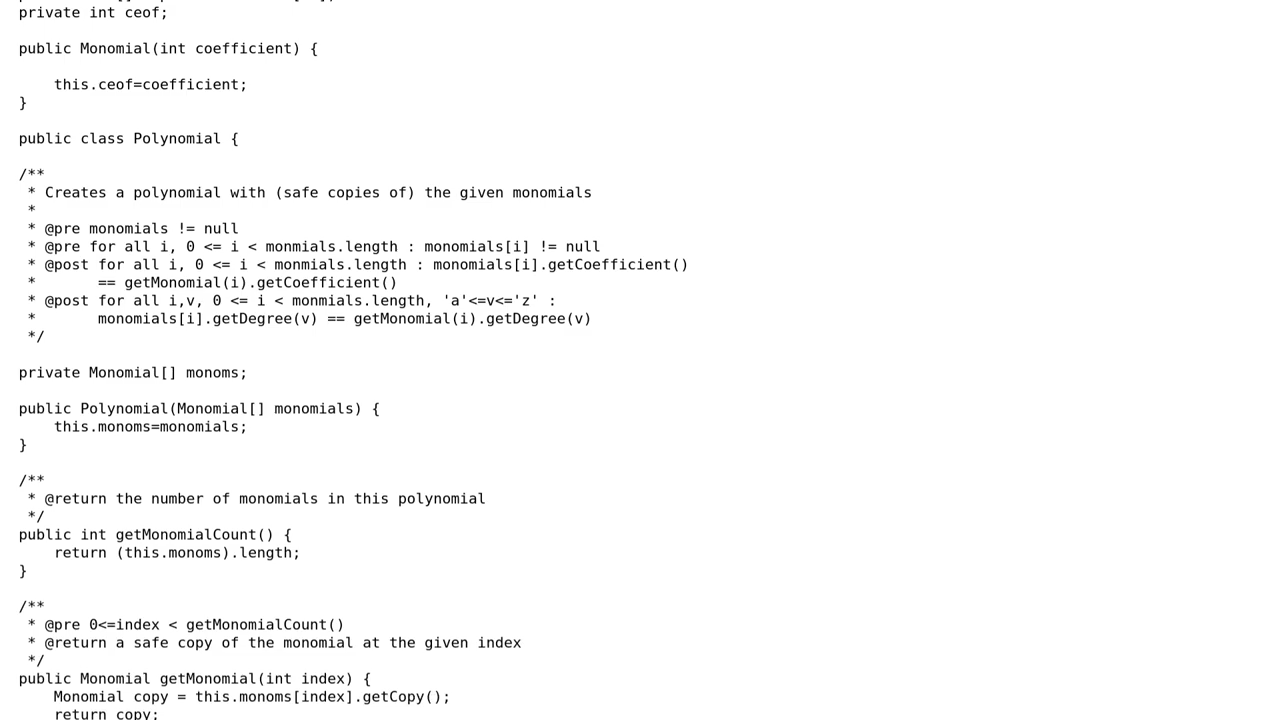 private int ceof;
public Monomial(int coefficient) {
this.ceof=coefficient;
}
public class Polynomial {
/**
* Creates a polynomial with (safe copies of) the given monomials
*
* @pre monomials != null
* @pre for all i, 0 <= i < monmials.length : monomials[i] != null
* @post for all i, 0 <= i < monmials.length : monomials[i].getCoefficient()
*       == getMonomial(i).getCoefficient()
* @post for all i,v, 0 <= i < monmials.length, 'a'<=v<='z' :
*       monomials[i].getDegree(v) == getMonomial(i).getDegree(v)
*/
private Monomial[] monoms;
public Polynomial(Monomial[] monomials) {
this.monoms=monomials;
}
/**
* @return the number of monomials in this polynomial
*/
public int getMonomialCount() {
return (this.monoms).length;
}
/**
* @pre 0<=index < getMonomialCount()
* @return a safe copy of the monomial at the given index
*/
public Monomial getMonomial(int index) {
Monomial copy = this.monoms[index].getCopy();
return copy;